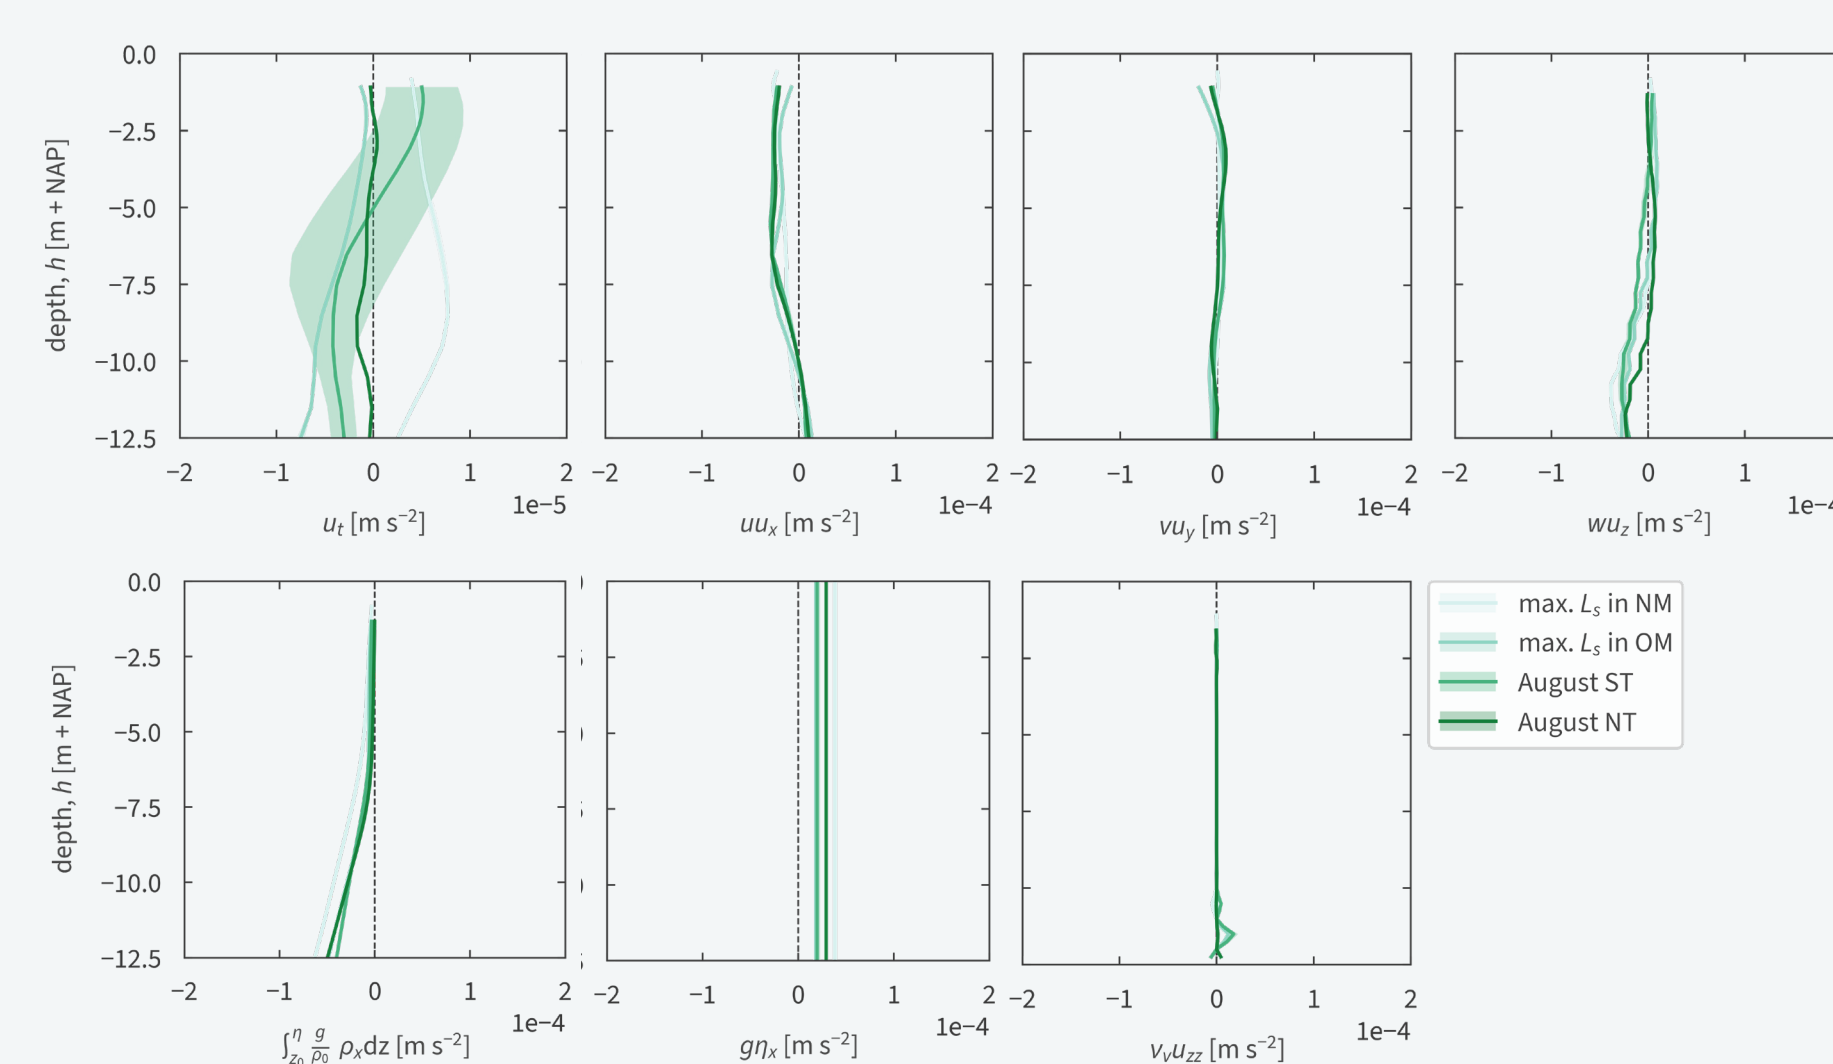 0.0
−2.5
−5.0
−7.5
−10.0
−12.5
depth, h [m + NAP]
−2 −1 0 1 2
1e−5
u_t [m s⁻²]
−2 −1 0 1 2
1e−4
uu_x [m s⁻²]
−2 −1 0 1 2
1e−4
vu_y [m s⁻²]
−2 −1 0 1
1e−4
wu_z [m s⁻²]
0.0
−2.5
−5.0
−7.5
−10.0
−12.5
depth, h [m + NAP]
−2 −1 0 1 2
1e−4
∫_{z₀}^{η} g/ρ₀ ρ_x dz [m s⁻²]
−2 −1 0 1 2
1e−4
gη_x [m s⁻²]
−2 −1 0 1 2
1e−4
ν_v u_zz [m s⁻²]
max. L_s in NM
max. L_s in OM
August ST
August NT